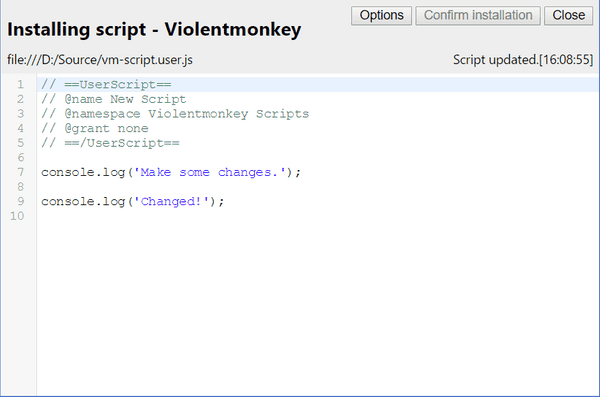 Installing script - Violentmonkey
Options
Confirm installation
Close
file:///D:/Source/vm-script.user.js
Script updated.[16:08:55]
1 // ==UserScript==
2 // @name New Script
3 // @namespace Violentmonkey Scripts
4 // @grant none
5 // ==/UserScript==
6
7 console.log('Make some changes.');
8
9 console.log('Changed!');
10